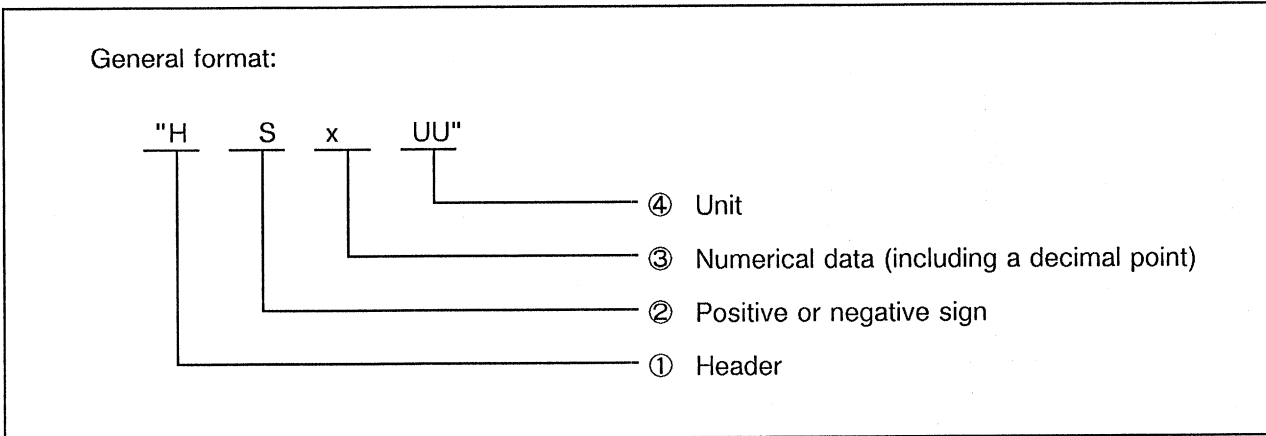 General format:
"H S x UU"
④ Unit
③ Numerical data (including a decimal point)
② Positive or negative sign
① Header